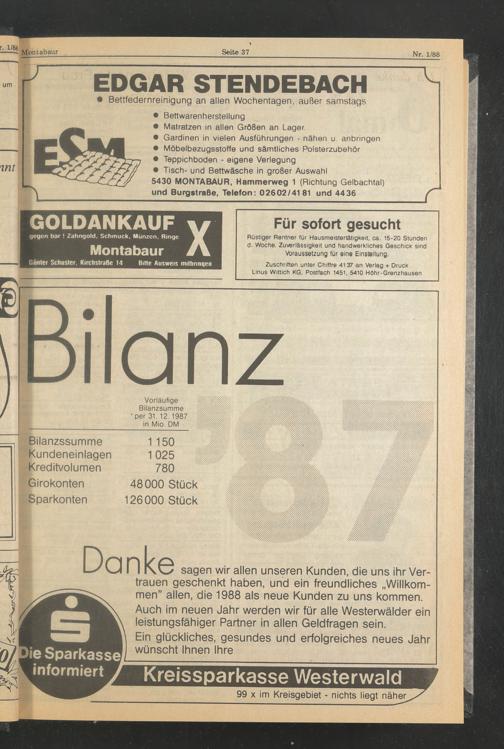 Montabaur Seite 37 Nr. 1/88
EDGAR STENDEBACH
● Bettfedernreinigung an allen Wochentagen, außer samstags
● Bettwarenherstellung
● Matratzen in allen Größen an Lager.
● Gardinen in vielen Ausführungen - nähen u. anbringen
● Möbelbezugsstoffe und sämtliches Polsterzubehör
● Teppichboden - eigene Verlegung
● Tisch- und Bettwäsche in großer Auswahl
ESM
5430 MONTABAUR, Hammerweg 1 (Richtung Gelbachtal)
und Burgstraße, Telefon: 02602/4181 und 4436
GOLDANKAUF
gegen bar! Zahngold, Schmuck, Münzen, Ringe
Montabaur
Günter Schuster, Kirchstraße 14 Bitte Ausweis mitbringen
X
Für sofort gesucht
Rüstiger Rentner für Hausmeistertätigkeit, ca. 15-20 Stunden
d. Woche. Zuverlässigkeit und handwerkliches Geschick sind
Voraussetzung für eine Einstellung.
Zuschriften unter Chiffre 4137 an Verlag + Druck
Linus Wittich KG, Postfach 1451, 5410 Höhr-Grenzhausen
Bilanz
'87
Vorläufige
Bilanzsumme
per 31. 12. 1987
in Mio. DM
Bilanzssumme 1150
Kundeneinlagen 1025
Kreditvolumen 780
Girokonten 48000 Stück
Sparkonten 126000 Stück
Danke sagen wir allen unseren Kunden, die uns ihr Ver-
trauen geschenkt haben, und ein freundliches „Willkom-
men" allen, die 1988 als neue Kunden zu uns kommen.
Auch im neuen Jahr werden wir für alle Westerwälder ein
leistungsfähiger Partner in allen Geldfragen sein.
Ein glückliches, gesundes und erfolgreiches neues Jahr
wünscht Ihnen Ihre
Die Sparkasse
informiert
Kreissparkasse Westerwald
99 x im Kreisgebiet - nichts liegt näher